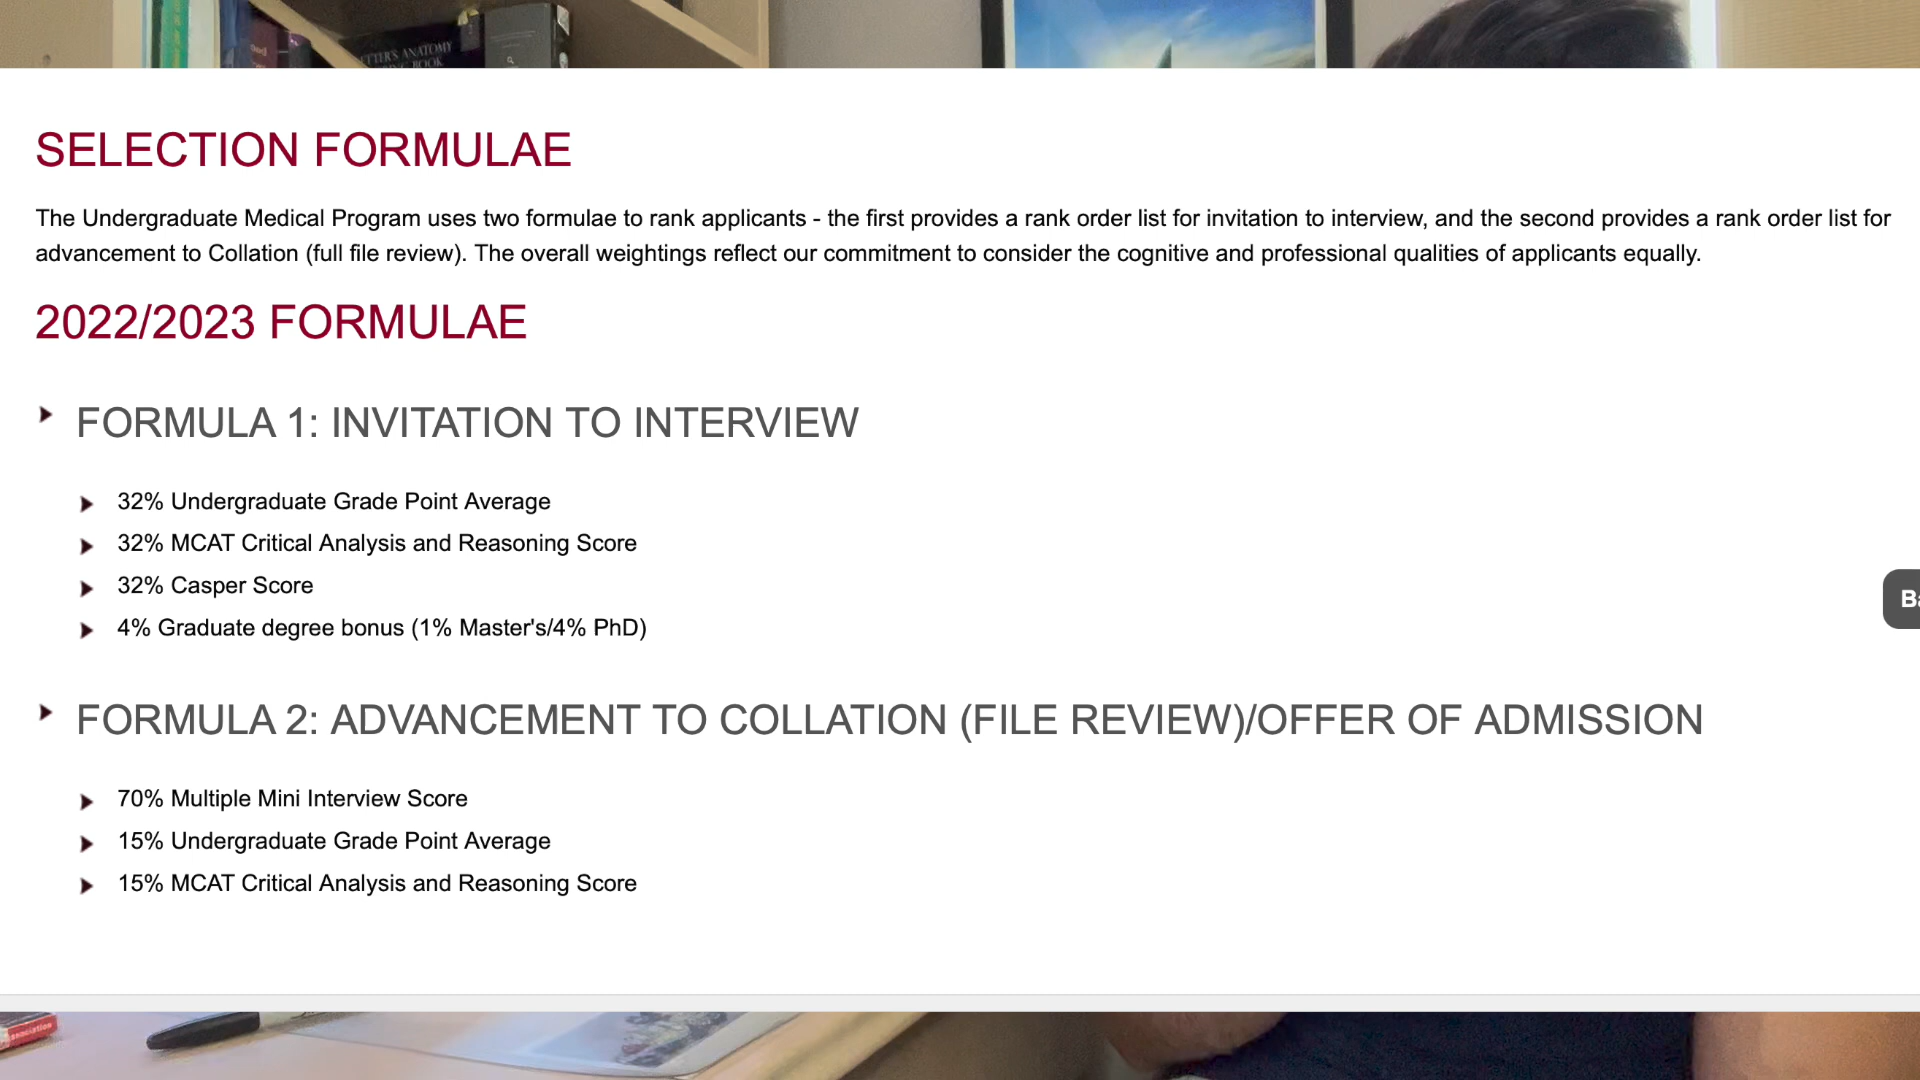 ANATOMY
BOOK
SELECTION FORMULAE
The Undergraduate Medical Program uses two formulae to rank applicants - the first provides a rank order list for invitation to interview, and the second provides a rank order list for
advancement to Collation (full file review). The overall weightings reflect our commitment to consider the cognitive and professional qualities of applicants equally.
2022/2023 FORMULAE
FORMULA 1: INVITATION TO INTERVIEW
32% Undergraduate Grade Point Average
32% MCAT Critical Analysis and Reasoning Score
32% Casper Score
4% Graduate degree bonus (1% Master's/4% PhD)
FORMULA 2: ADVANCEMENT TO COLLATION (FILE REVIEW)/OFFER OF ADMISSION
70% Multiple Mini Interview Score
15% Undergraduate Grade Point Average
15% MCAT Critical Analysis and Reasoning Score